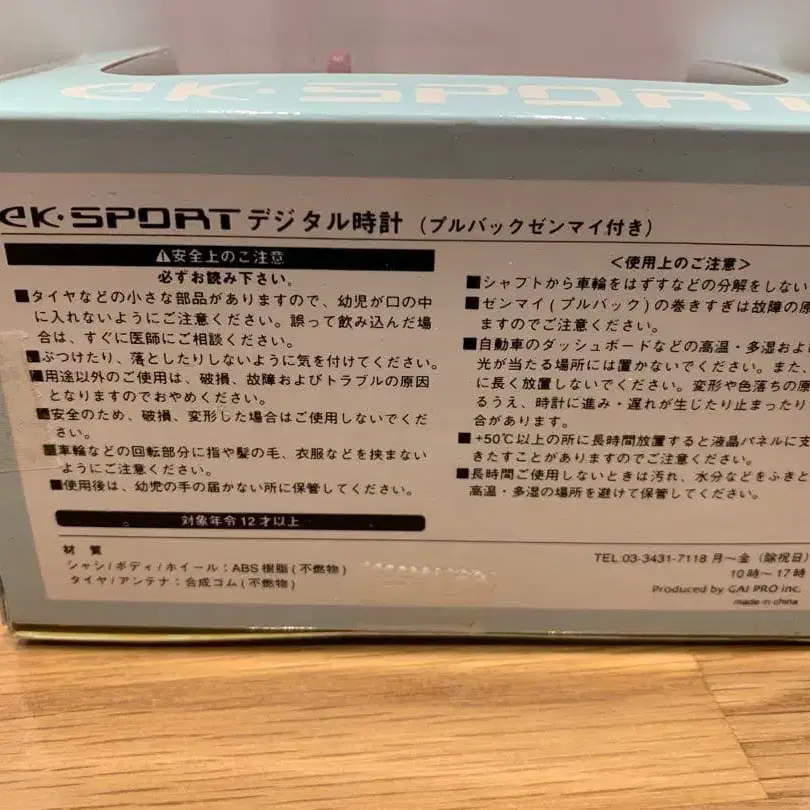 eK·SPORT
eK·SPORT デジタル時計 (プルバックゼンマイ付き)
⚠安全上のご注意
必ずお読み下さい。
■タイヤなどの小さな部品がありますので、幼児が口の中
に入れないようにご注意ください。誤って飲み込んだ場
合は、すぐに医師にご相談ください。
■ぶつけたり、落としたりしないように気を付けてください。
■用途以外のご使用は、破損、故障およびトラブルの原因
となりますのでおやめください。
■安全のため、破損、変形した場合はご使用しないでくだ
さい。
■車輪などの回転部分に指や髪の毛、衣服などを挟まない
ようにご注意ください。
■使用後は、幼児の手の届かない所に保管してください。
対象年令12才以上
<使用上のご注意>
■シャフトから車輪をはずすなどの分解をしない
■ゼンマイ(プルバック)の巻きすぎは故障の原
ますのでご注意ください。
■自動車のダッシュボードなどの高温・多湿およ
光が当たる場所には置かないでください。また、
に長く放置しないでください。変形や色落ちの原
るうえ、時計に進み・遅れが生じたり止まったり
合があります。
■+50℃以上の所に長時間放置すると液晶パネルに支
きたすことがありますのでご注意ください。
■長時間ご使用しないときは汚れ、水分などをふきと
高温・多湿の場所を避けて保管してください。
材 質
シャシ/ボディ/ホイール:ABS樹脂(不燃物)
タイヤ/アンテナ:合成ゴム(不燃物)
TEL:03-3431-7118 月〜金(除祝日)
10時〜17時
Produced by GAI PRO inc.
made in china